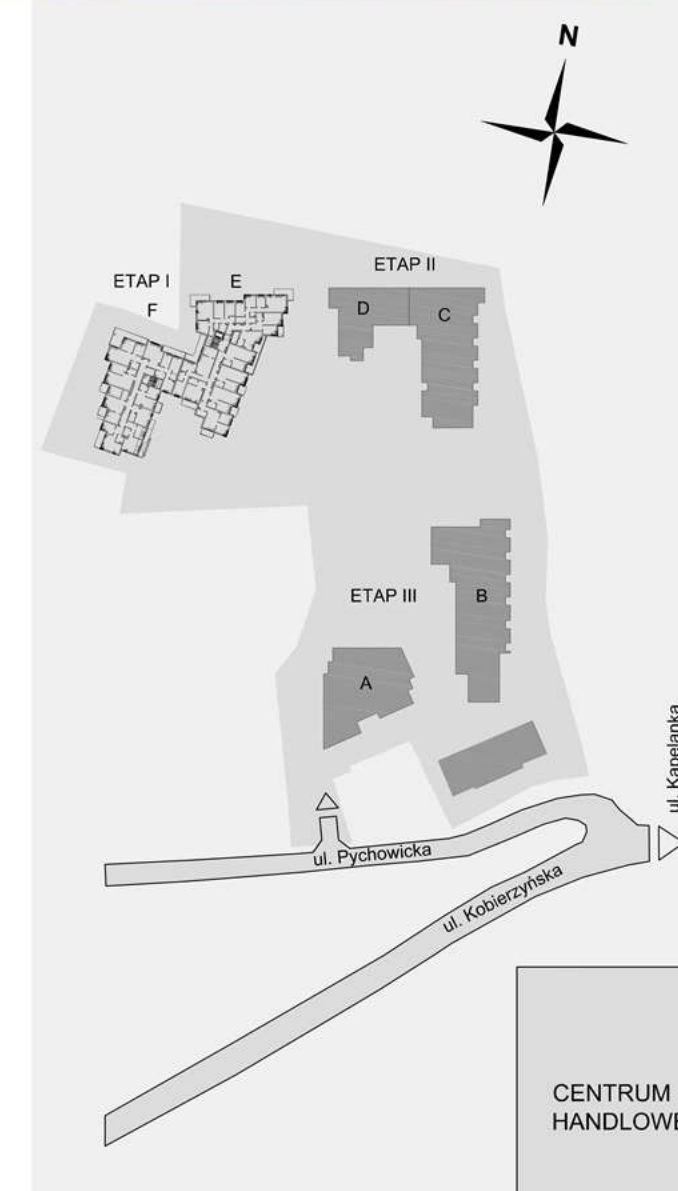 N
ETAP II
ETAP I
E
F
D
C
ETAP III
B
A
ul. Kapelanka
ul. Pychowicka
ul. Kobierzyńska
CENTRUM
HANDLOWE